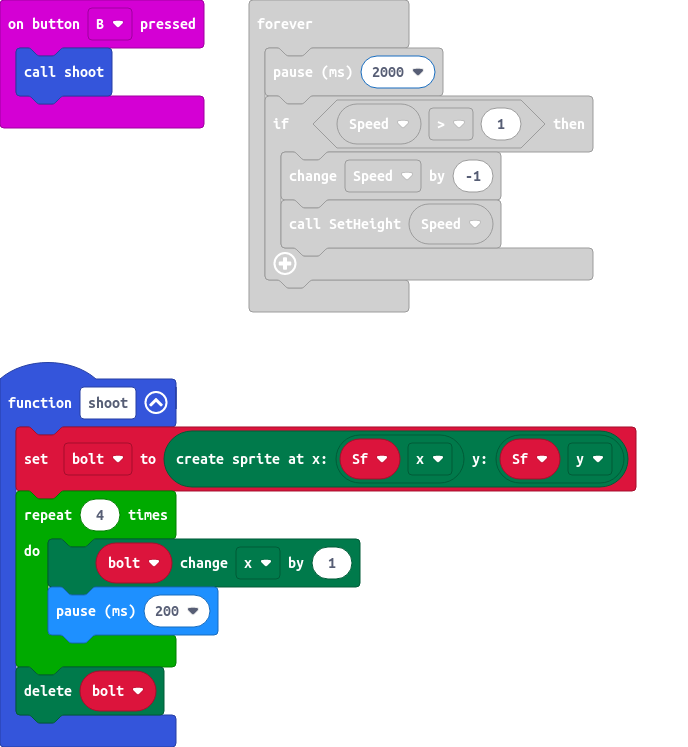 on button B pressed
call shoot
forever
pause (ms) 2000
if Speed > 1 then
change Speed by -1
call SetHeight Speed
function shoot
set bolt to create sprite at x: Sf x y: Sf y
repeat 4 times
do
bolt change x by 1
pause (ms) 200
delete bolt